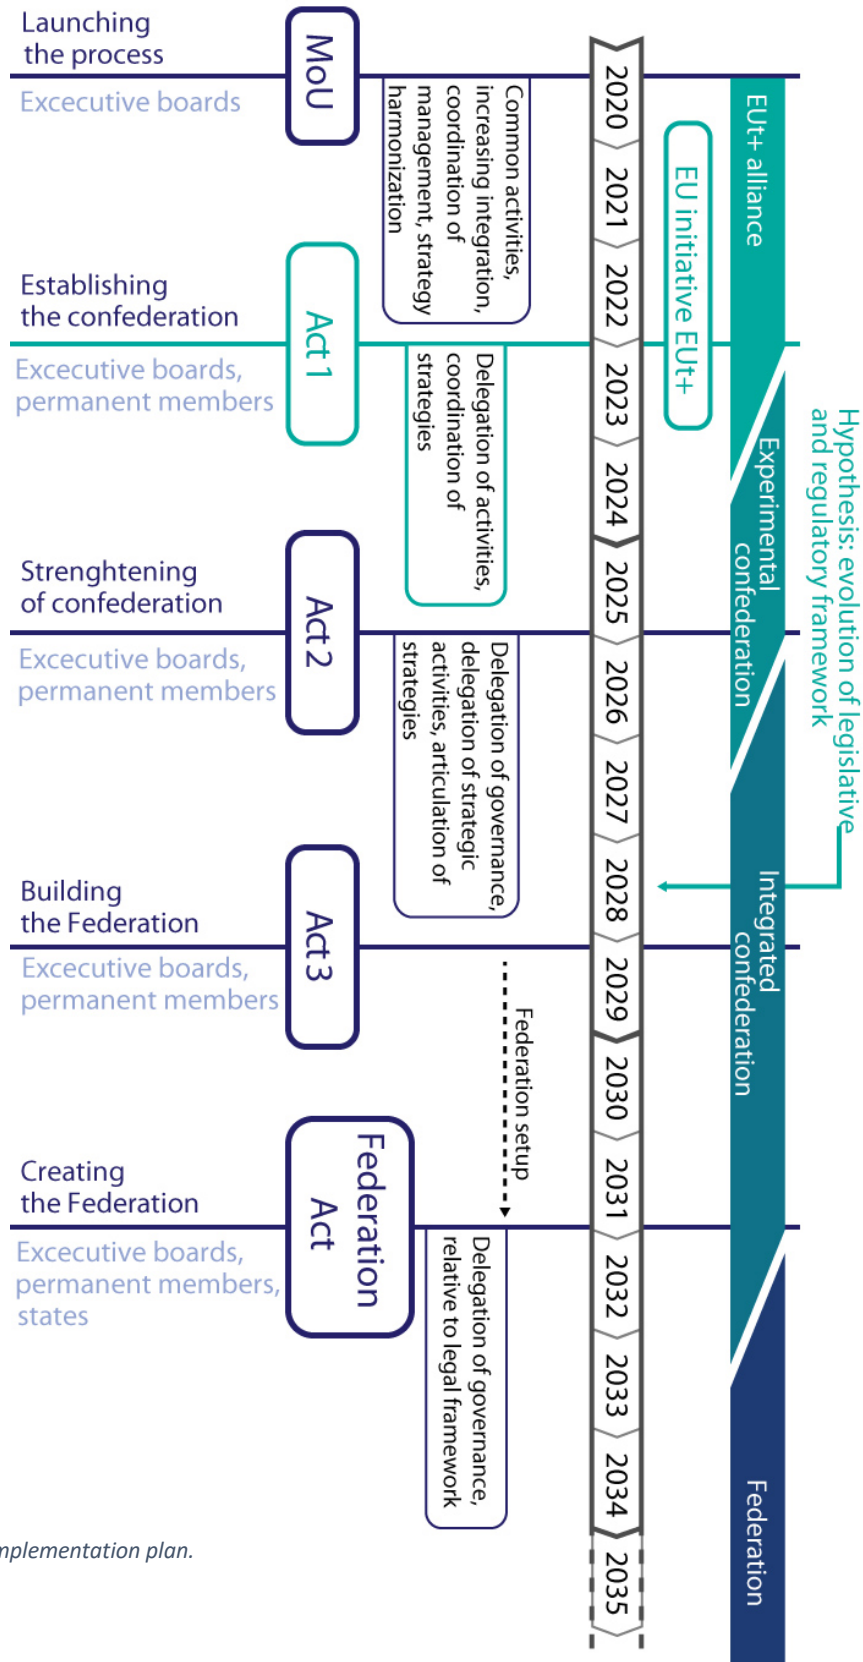 Launching
the process
Excecutive boards
MoU
Common activities,
increasing integration,
coordination of
management, strategy
harmonization
Establishing
the confederation
Excecutive boards,
permanent members
Act 1
Delegation of activities,
coordination of
strategies
Strenghtening
of confederation
Excecutive boards,
permanent members
Act 2
Delegation of governance,
delegation of strategic
activities, articulation of
strategies
Building
the Federation
Excecutive boards,
permanent members
Act 3
Federation setup
Creating
the Federation
Excecutive boards,
permanent members,
states
Federation
Act
Delegation of governance,
relative to legal framework
2020
2021
2022
2023
2024
2025
2026
2027
2028
2029
2030
2031
2032
2033
2034
2035
EU initiative EUt+
EUt+ alliance
Experimental
confederation
Integrated
confederation
Federation
Hypothesis: evolution of legislative
and regulatory framework
mplementation plan.